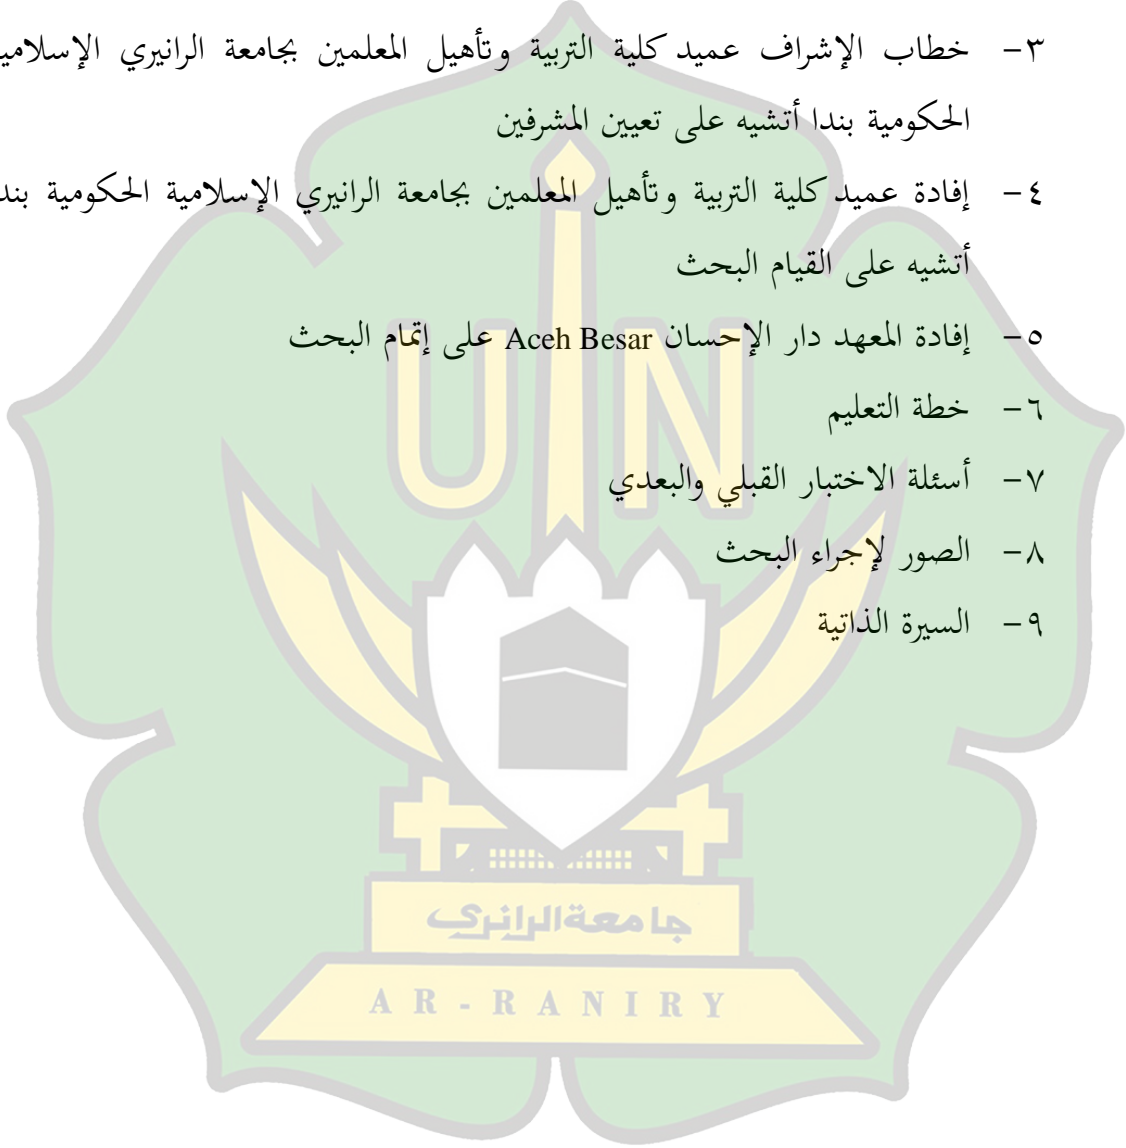 ٣- خطاب الإشراف عميد كلية التربية وتأهيل المعلمين بجامعة الرانيري الإسلامي
الحكومية بندا أتشيه على تعيين المشرفين
٤- إفادة عميد كلية التربية وتأهيل المعلمين بجامعة الرانيري الإسلامية الحكومية بند
أتشيه على القيام البحث
٥- إفادة المعهد دار الإحسان Aceh Besar على إتمام البحث
٦- خطة التعليم
٧- أسئلة الاختبار القبلي والبعدي
٨- الصور لإجراء البحث
٩- السيرة الذاتية
UIN
جامعة الرانري
AR-RANIRY